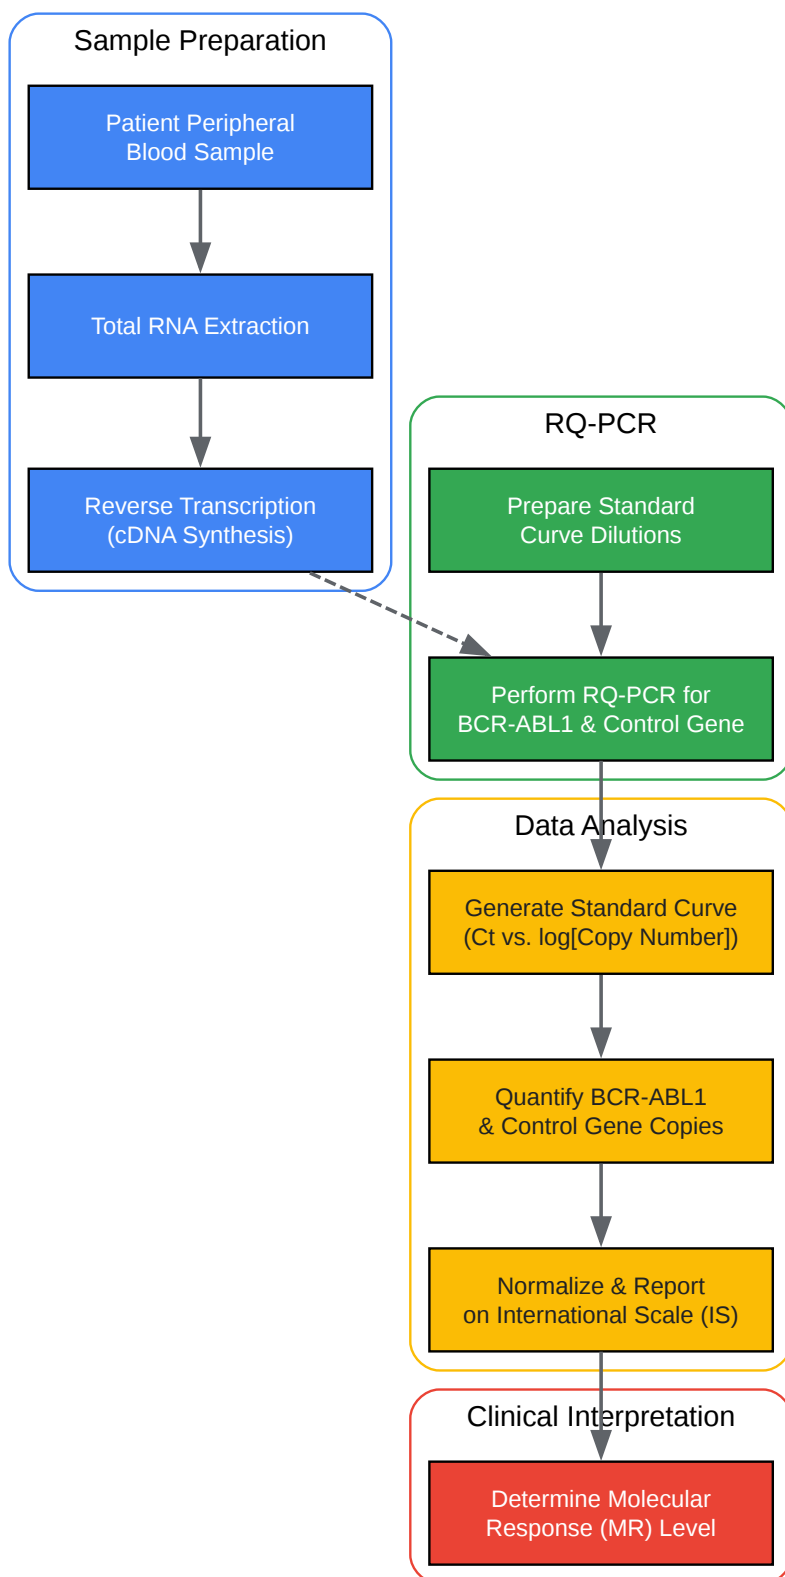 Sample Preparation
Patient Peripheral
Blood Sample
Total RNA Extraction
Reverse Transcription
(cDNA Synthesis)
RQ-PCR
Prepare Standard
Curve Dilutions
Perform RQ-PCR for
BCR-ABL1 & Control Gene
Data Analysis
Generate Standard Curve
(Ct vs. log[Copy Number])
Quantify BCR-ABL1
& Control Gene Copies
Normalize & Report
on International Scale (IS)
Clinical Interpretation
Determine Molecular
Response (MR) Level